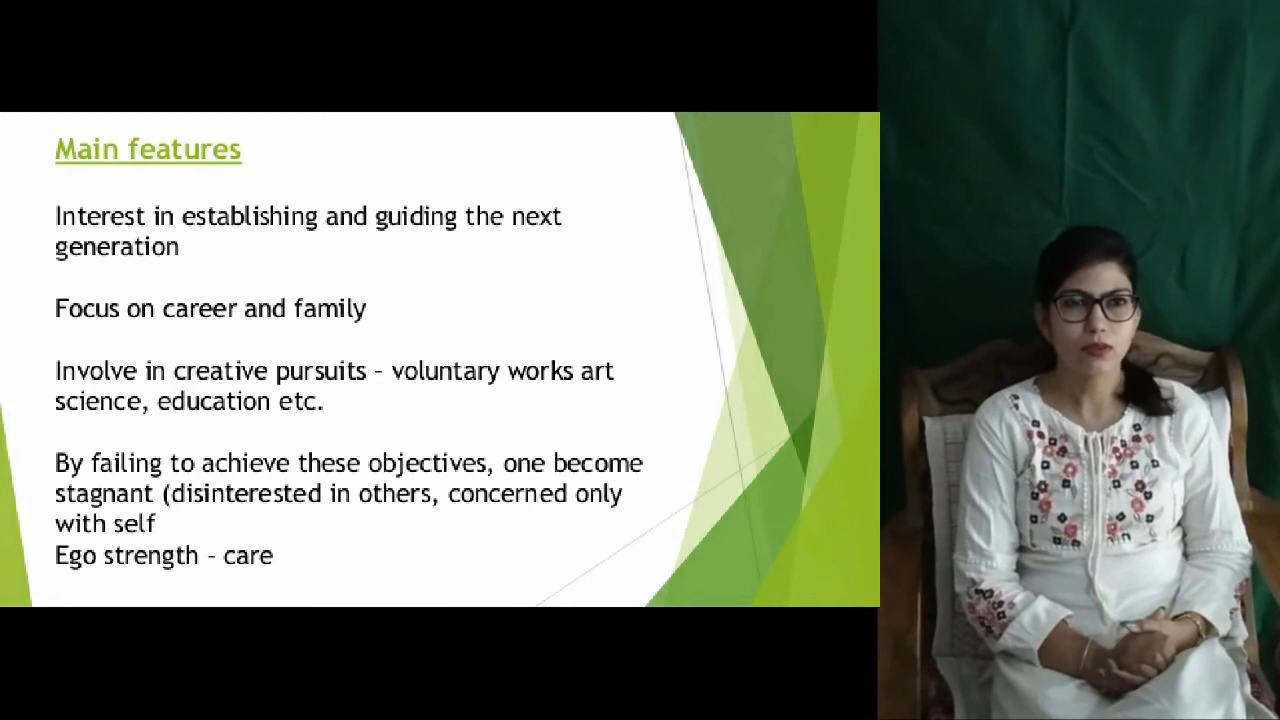 Main features
Interest in establishing and guiding the next
generation
Focus on career and family
Involve in creative pursuits – voluntary works art
science, education etc.
By failing to achieve these objectives, one become
stagnant (disinterested in others, concerned only
with self
Ego strength – care